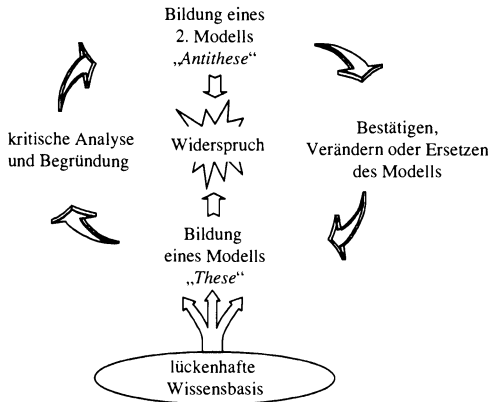 Bildung eines
2. Modells
„Antithese“
kritische Analyse
und Begründung
Widerspruch
Bestätigen,
Verändern oder Ersetzen
des Modells
Bildung
eines Modells
„These“
lückenhafte
Wissensbasis